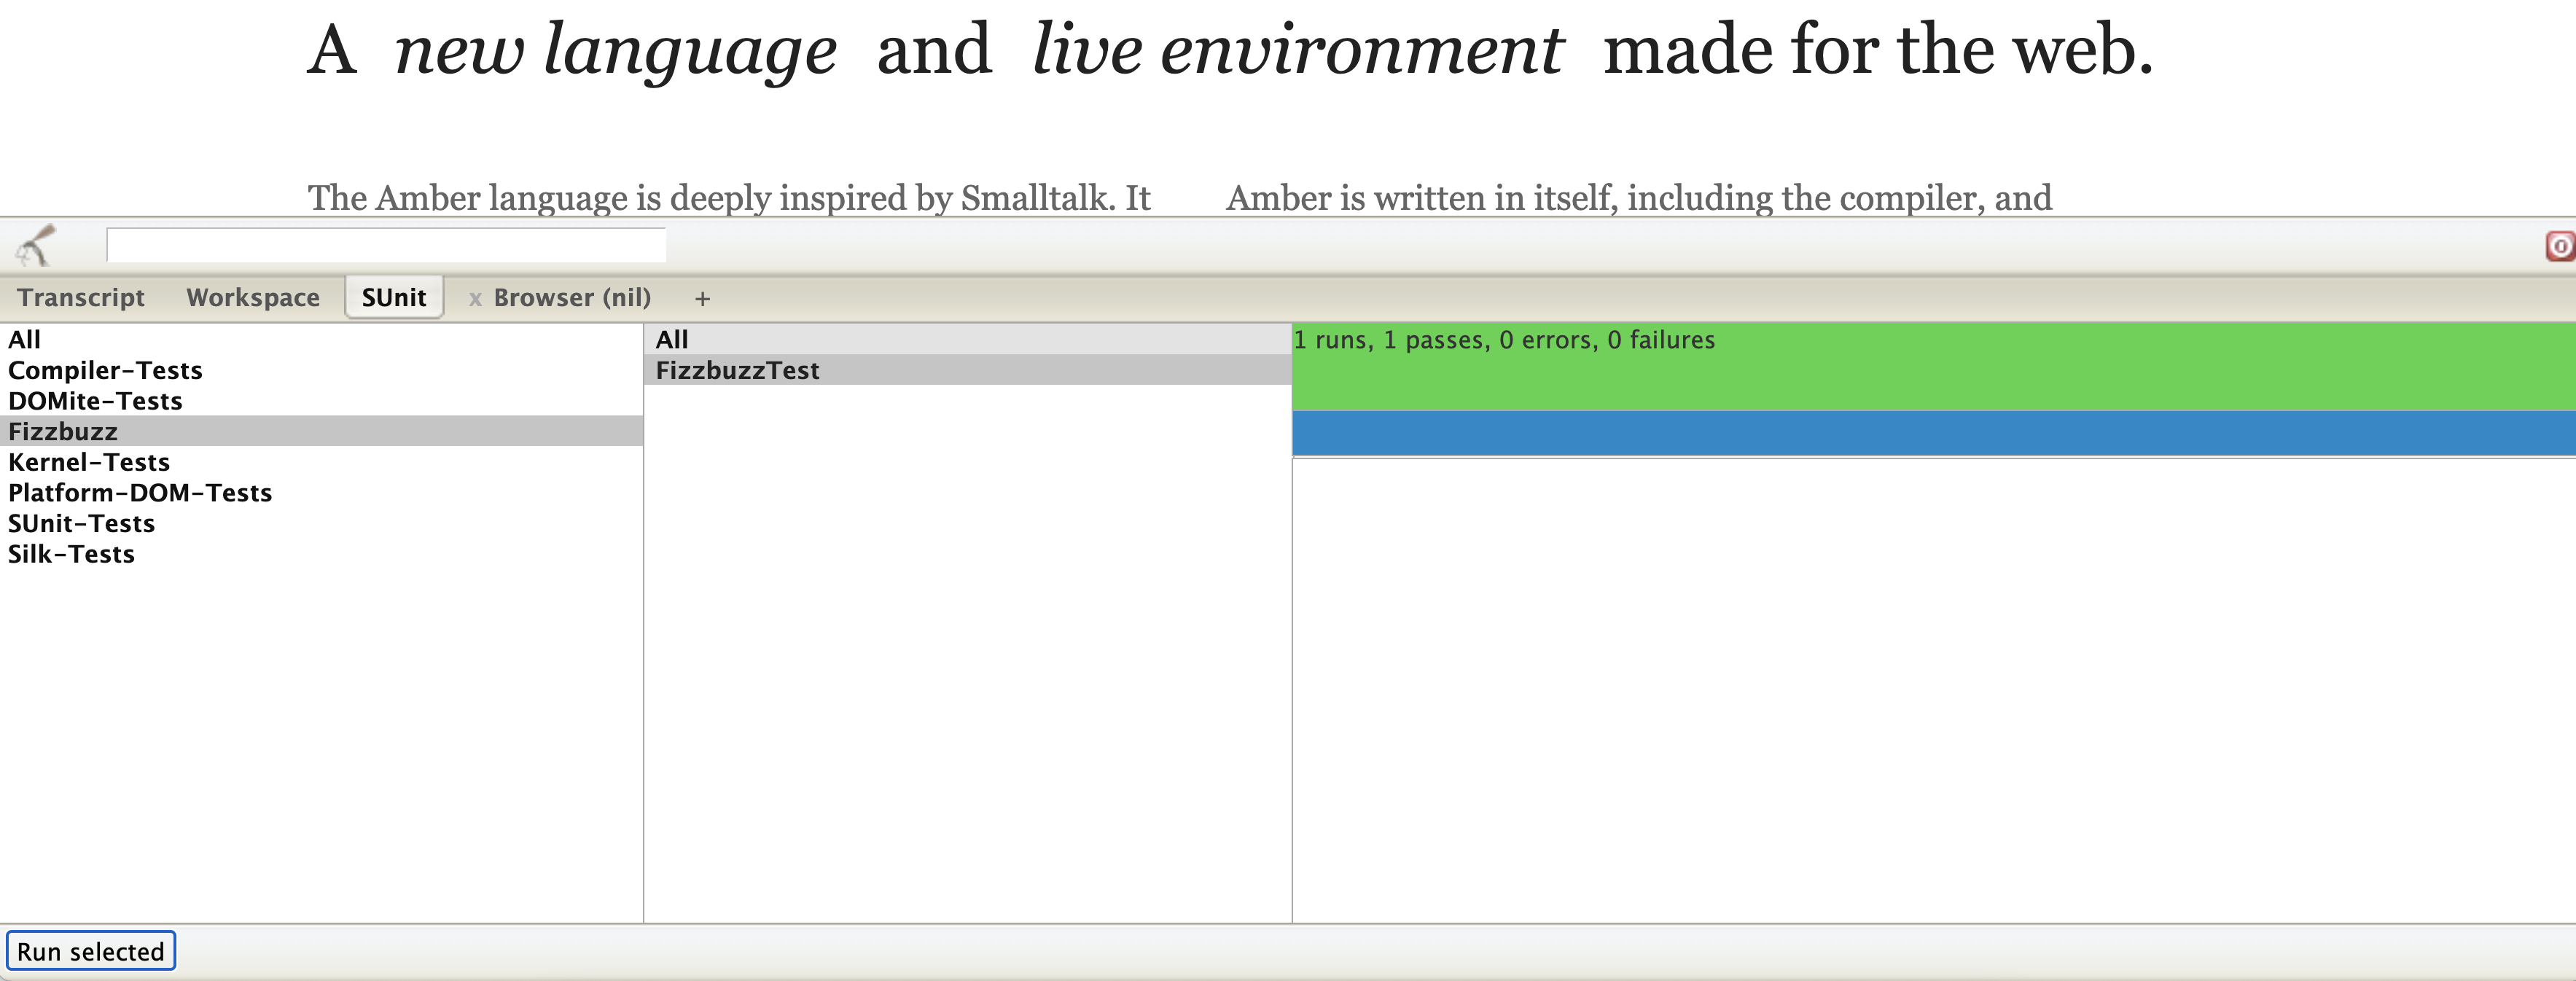 A new language and live environment made for the web.
The Amber language is deeply inspired by Smalltalk. It
Amber is written in itself, including the compiler, and
Transcript Workspace SUnit x Browser (nil) +
All
Compiler-Tests
DOMite-Tests
Fizzbuzz
Kernel-Tests
Platform-DOM-Tests
SUnit-Tests
Silk-Tests
All
FizzbuzzTest
1 runs, 1 passes, 0 errors, 0 failures
Run selected